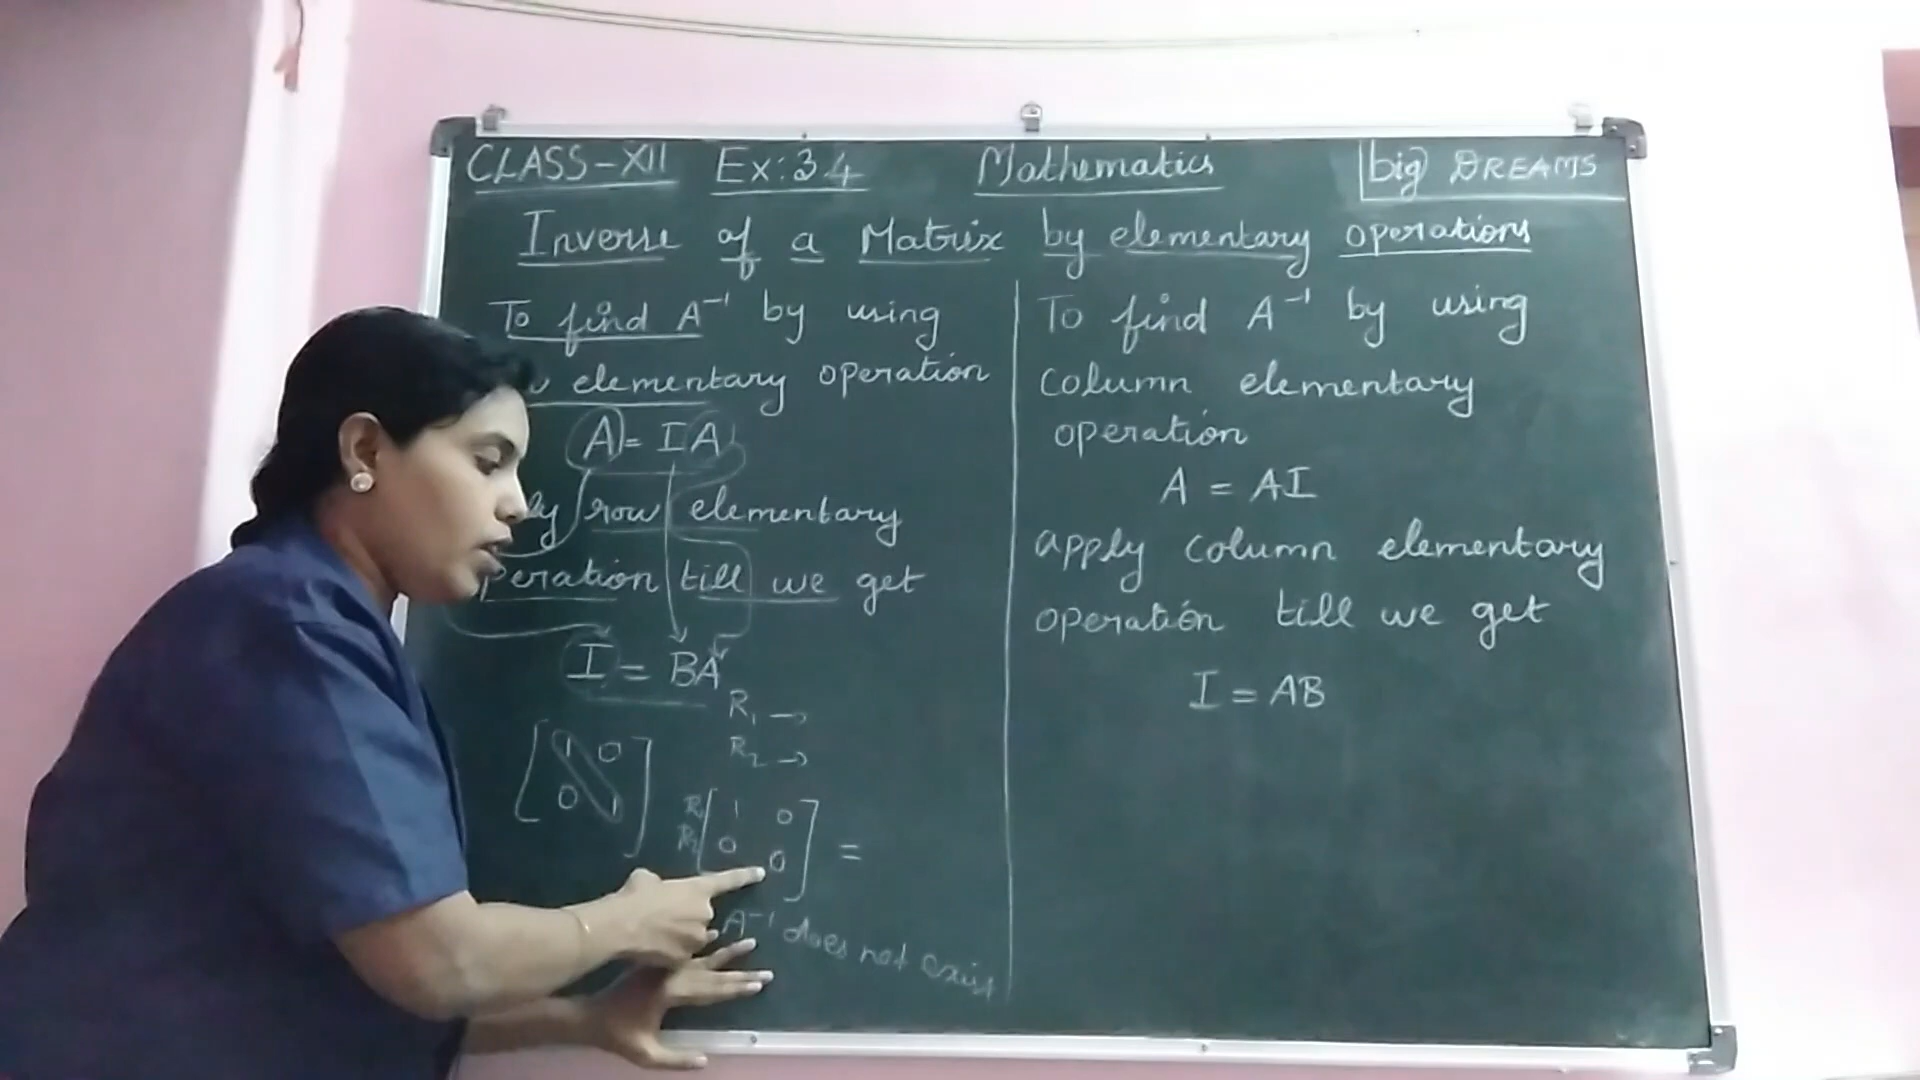 CLASS-XII Ex:3.4 Mathematics big DREAMS
Inverse of a Matrix by elementary operations
To find A⁻¹ by using
elementary operation
A = IA
row elementary
operation till we get
I = BA
R₁ →
R₂ →
[1 0
0 1]
R₁ [1 0
R₂ 0 0] =
A⁻¹ does not exist
To find A⁻¹ by using
column elementary
operation
A = AI
apply column elementary
operation till we get
I = AB